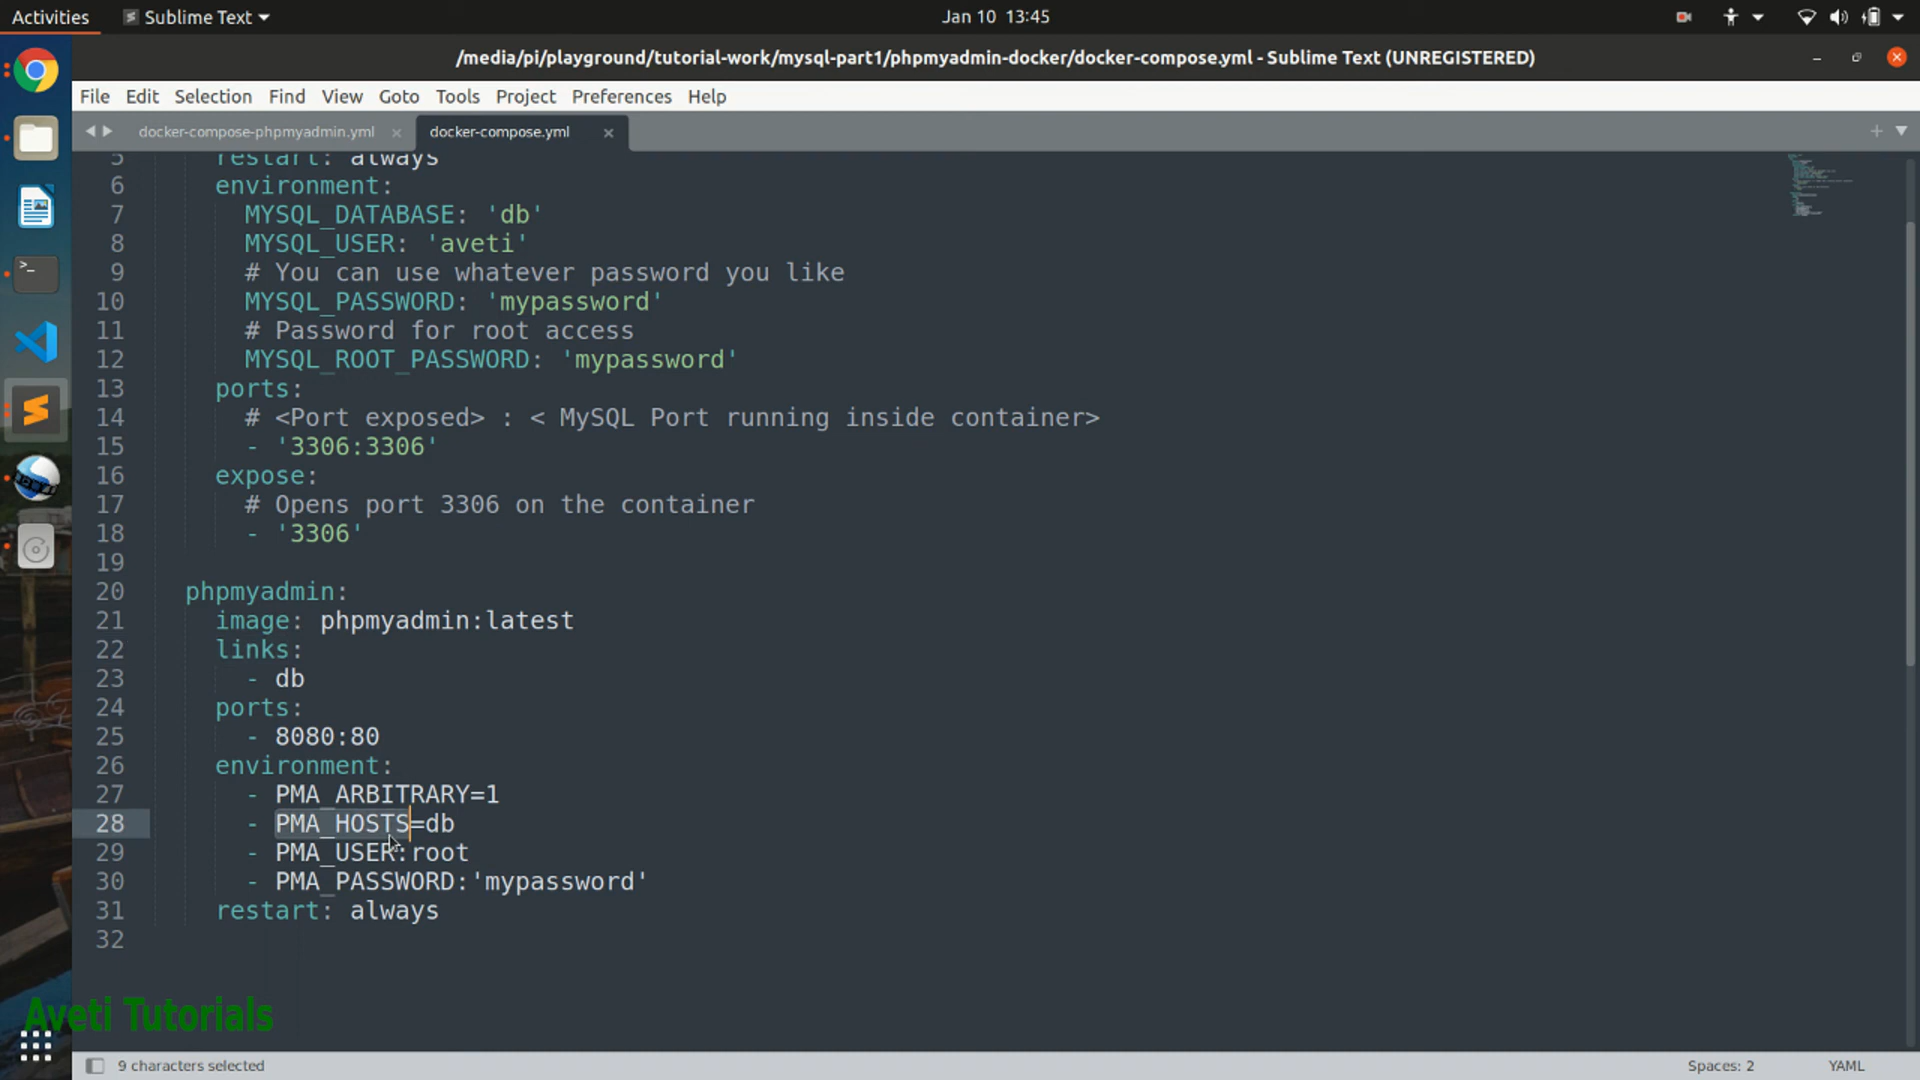 Activities Sublime Text Jan 10 13:45
/media/pi/playground/tutorial-work/mysql-part1/phpmyadmin-docker/docker-compose.yml - Sublime Text (UNREGISTERED)
File Edit Selection Find View Goto Tools Project Preferences Help
docker-compose-phpmyadmin.yml docker-compose.yml
5 restart: always
6 environment:
7 MYSQL_DATABASE: 'db'
8 MYSQL_USER: 'aveti'
9 # You can use whatever password you like
10 MYSQL_PASSWORD: 'mypassword'
11 # Password for root access
12 MYSQL_ROOT_PASSWORD: 'mypassword'
13 ports:
14 # <Port exposed> : < MySQL Port running inside container>
15 - '3306:3306'
16 expose:
17 # Opens port 3306 on the container
18 - '3306'
19
20 phpmyadmin:
21 image: phpmyadmin:latest
22 links:
23 - db
24 ports:
25 - 8080:80
26 environment:
27 - PMA_ARBITRARY=1
28 - PMA_HOSTS=db
29 - PMA_USER:root
30 - PMA_PASSWORD:'mypassword'
31 restart: always
32
Aveti Tutorials
9 characters selected Spaces: 2 YAML